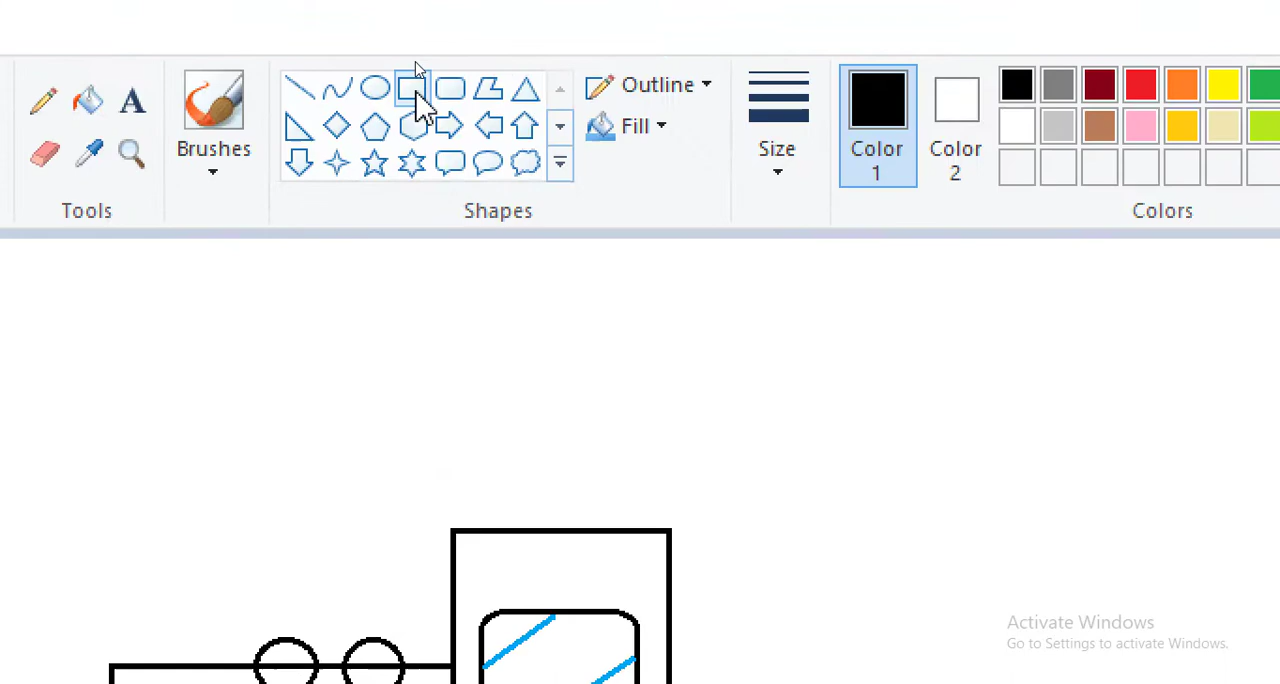 Outline
Fill
Brushes
Size
Color
1
Color
2
Tools
Shapes
Colors
Activate Windows
Go to Settings to activate Windows.